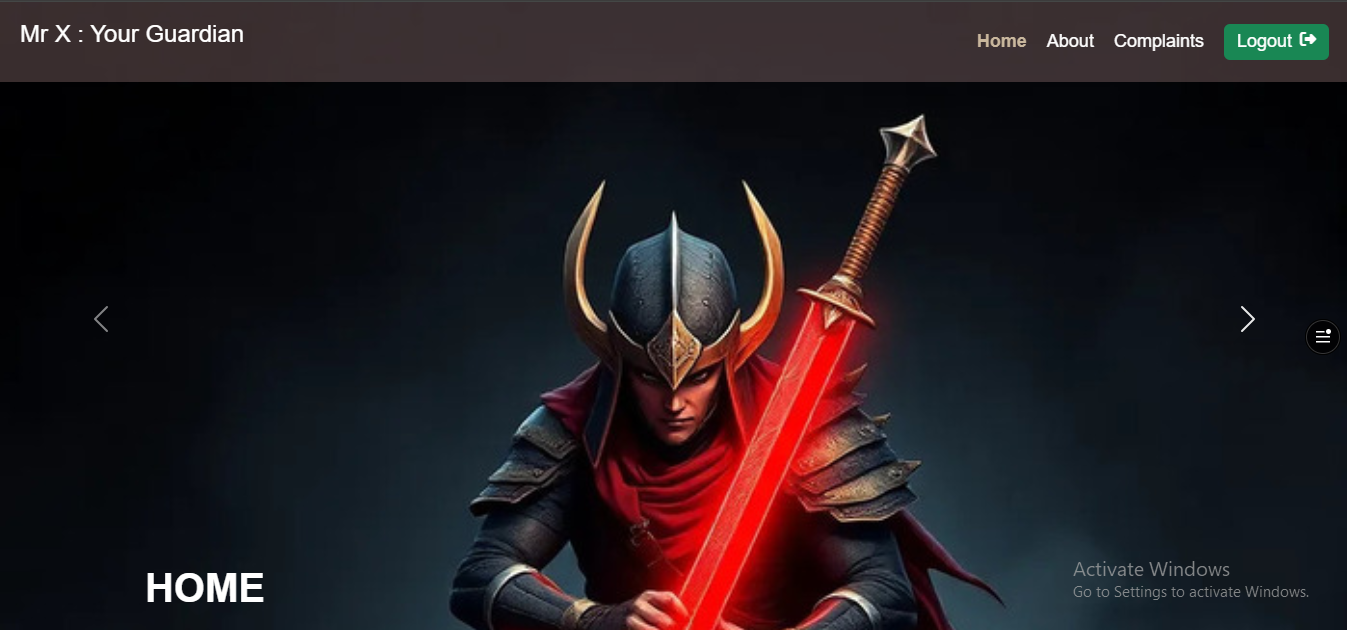 Mr X : Your Guardian
Home About Complaints Logout
HOME
Activate Windows
Go to Settings to activate Windows.